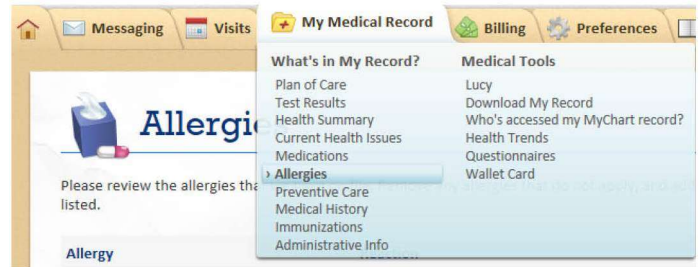 Messaging
Visits
My Medical Record
Billing
Preferences
What's in My Record?
Plan of Care
Test Results
Health Summary
Current Health Issues
Medications
› Allergies
Preventive Care
Medical History
Immunizations
Administrative Info
Medical Tools
Lucy
Download My Record
Who's accessed my MyChart record?
Health Trends
Questionnaires
Wallet Card
Allergie
Please review the allergies tha
listed.
Allergy